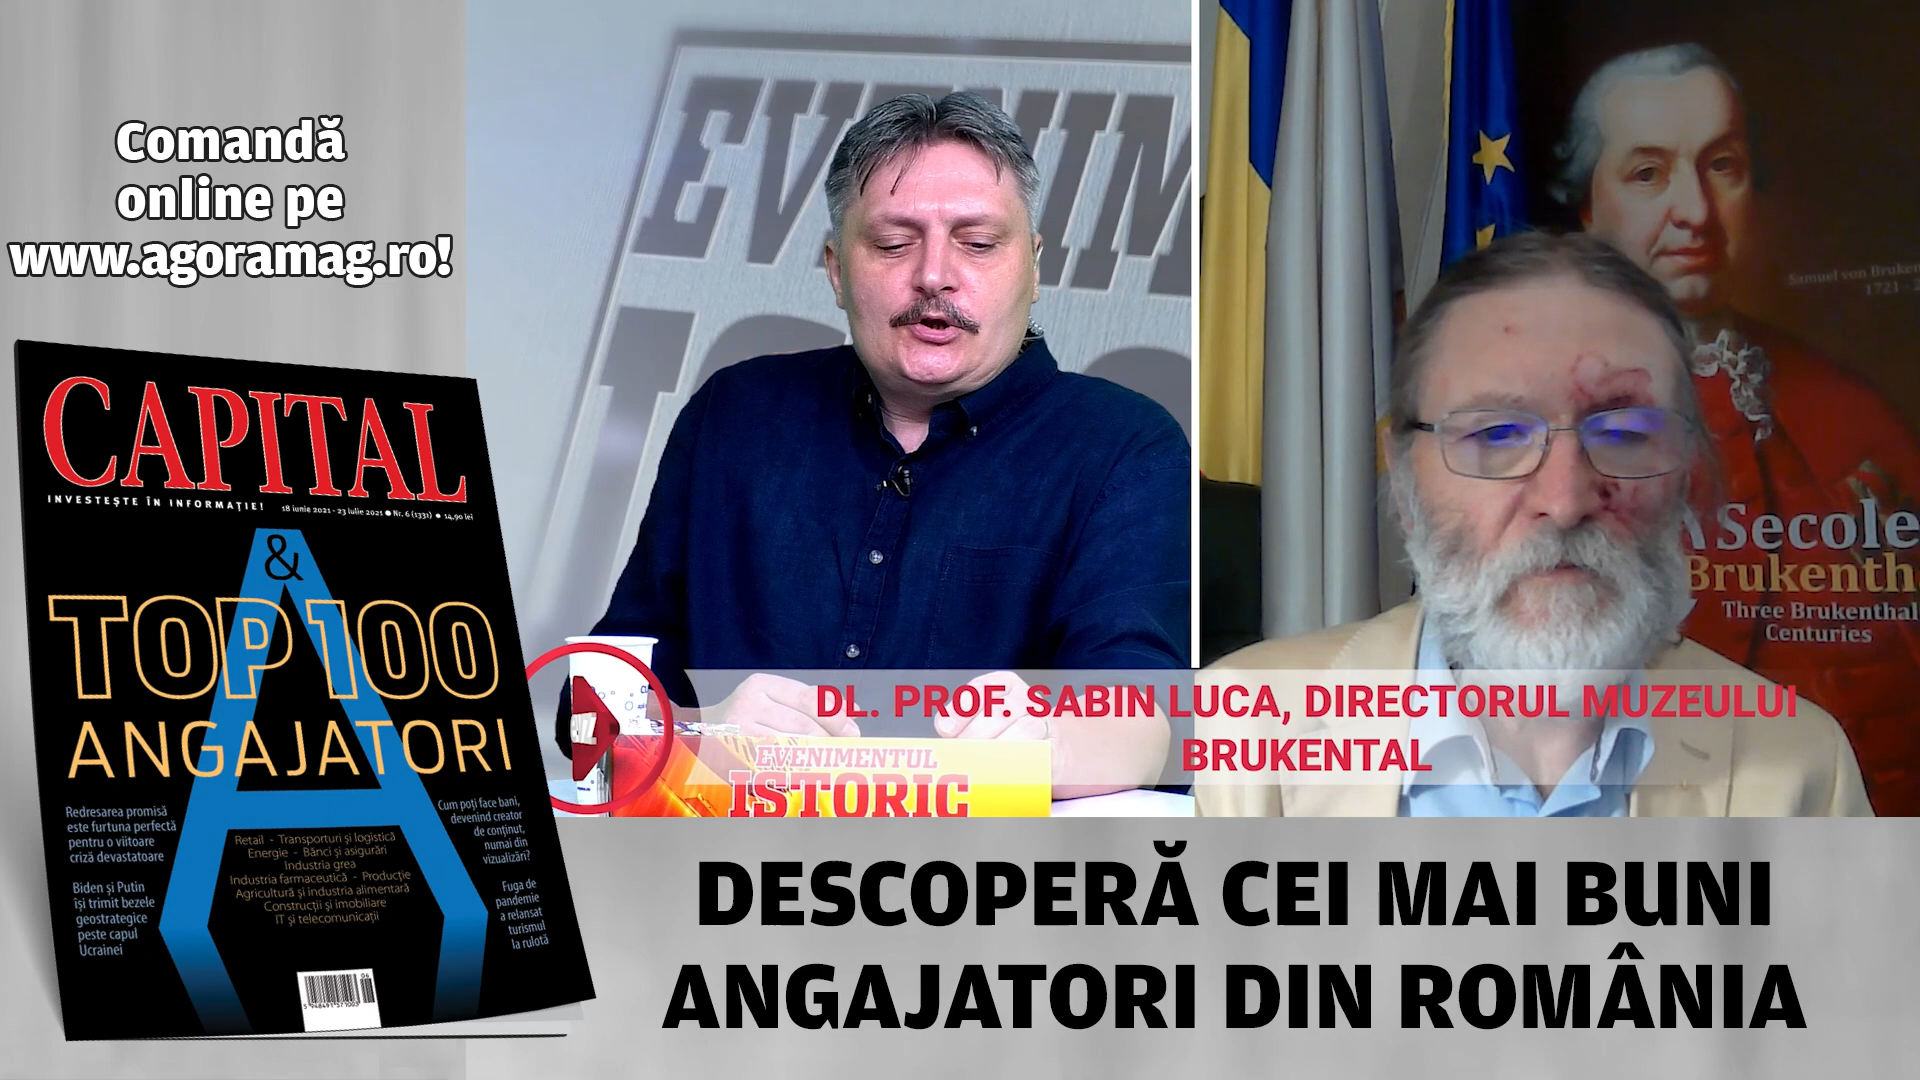 Comandă
online pe
www.agoramag.ro!
CAPITAL
INVESTEȘTE ÎN INFORMAȚIE!
18 iunie 2021 - 23 iulie 2021 ● Nr. 6 (1331) ● 14,90 lei
&
TOP 100
ANGAJATORI
Redresarea promisă
este furtuna perfectă
pentru o viitoare
criză devastatoare
Biden și Putin
își trimit bezele
geostrategice
peste capul
Ucrainei
Retail - Transporturi și logistică
Energie - Bănci și asigurări
Industria grea
Industria farmaceutică - Producție
Agricultură și industria alimentară
Construcții și imobiliare
IT și telecomunicații
Cum poți face bani,
devenind creator
de conținut,
numai din
vizualizări?
Fuga de
pandemie
a relansat
turismul
la rulotă
EVENIM
Samuel von Bruken
1721 - 
Secole
Brukenth
Three Brukenthal
Centuries
DL. PROF. SABIN LUCA, DIRECTORUL MUZEULUI
BRUKENTAL
EVENIMENTUL
ISTORIC
DESCOPERĂ CEI MAI BUNI
ANGAJATORI DIN ROMÂNIA